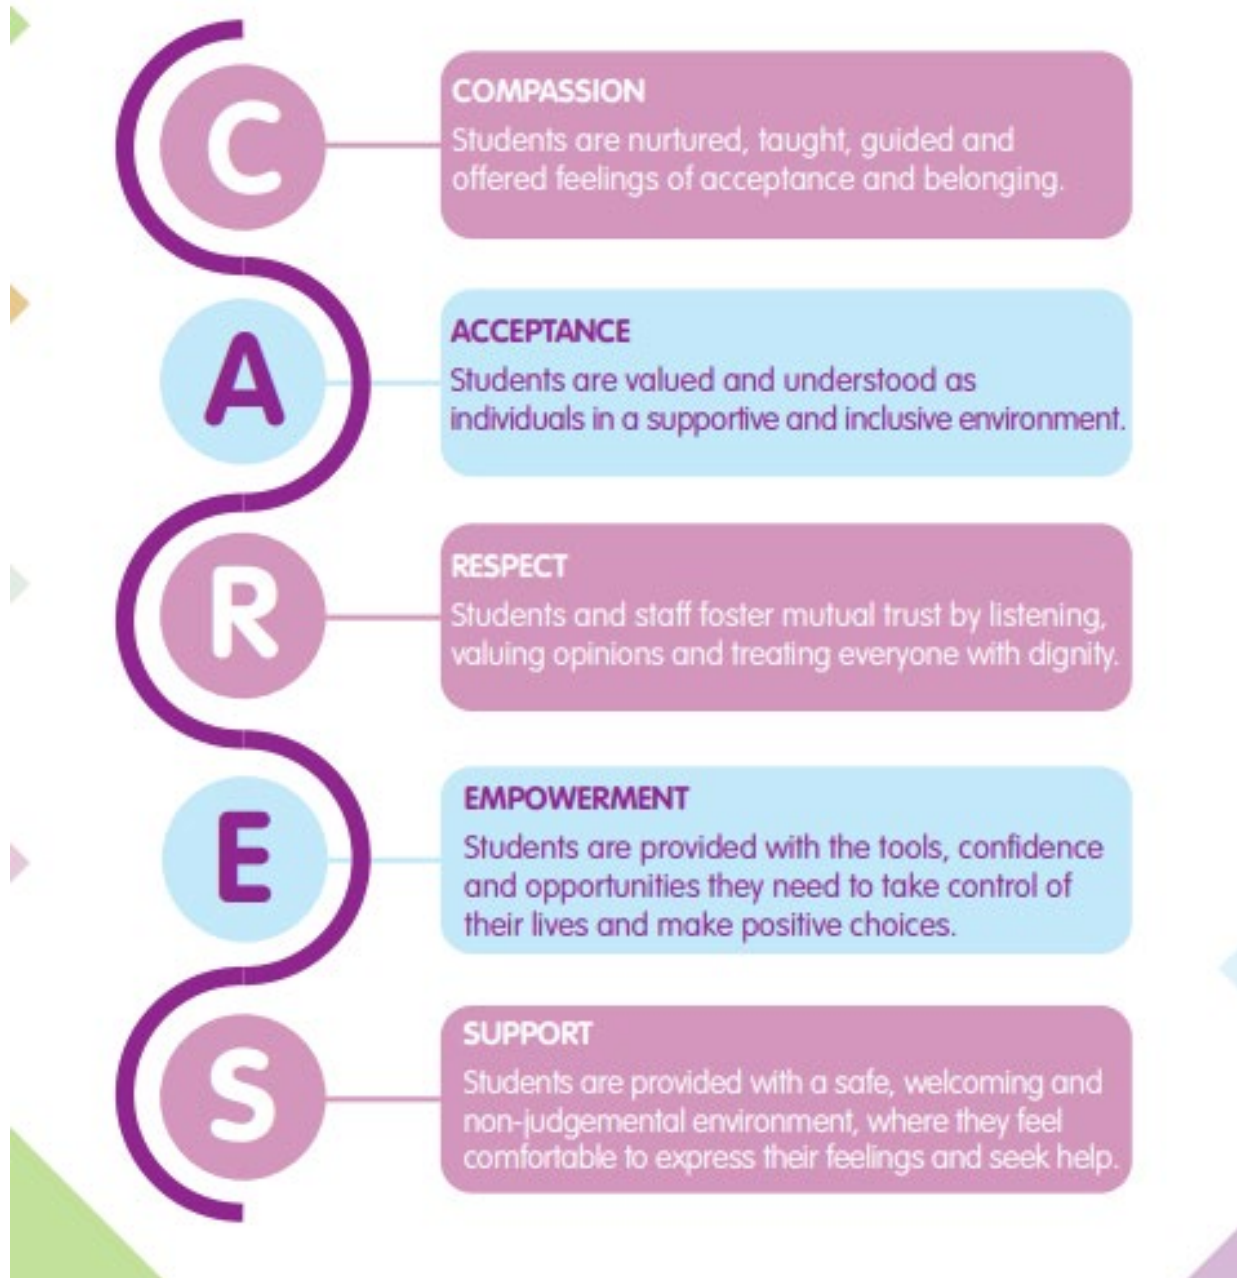 C
COMPASSION
Students are nurtured, taught, guided and
offered feelings of acceptance and belonging.
A
ACCEPTANCE
Students are valued and understood as
individuals in a supportive and inclusive environment.
R
RESPECT
Students and staff foster mutual trust by listening,
valuing opinions and treating everyone with dignity.
E
EMPOWERMENT
Students are provided with the tools, confidence
and opportunities they need to take control of
their lives and make positive choices.
S
SUPPORT
Students are provided with a safe, welcoming and
non-judgemental environment, where they feel
comfortable to express their feelings and seek help.